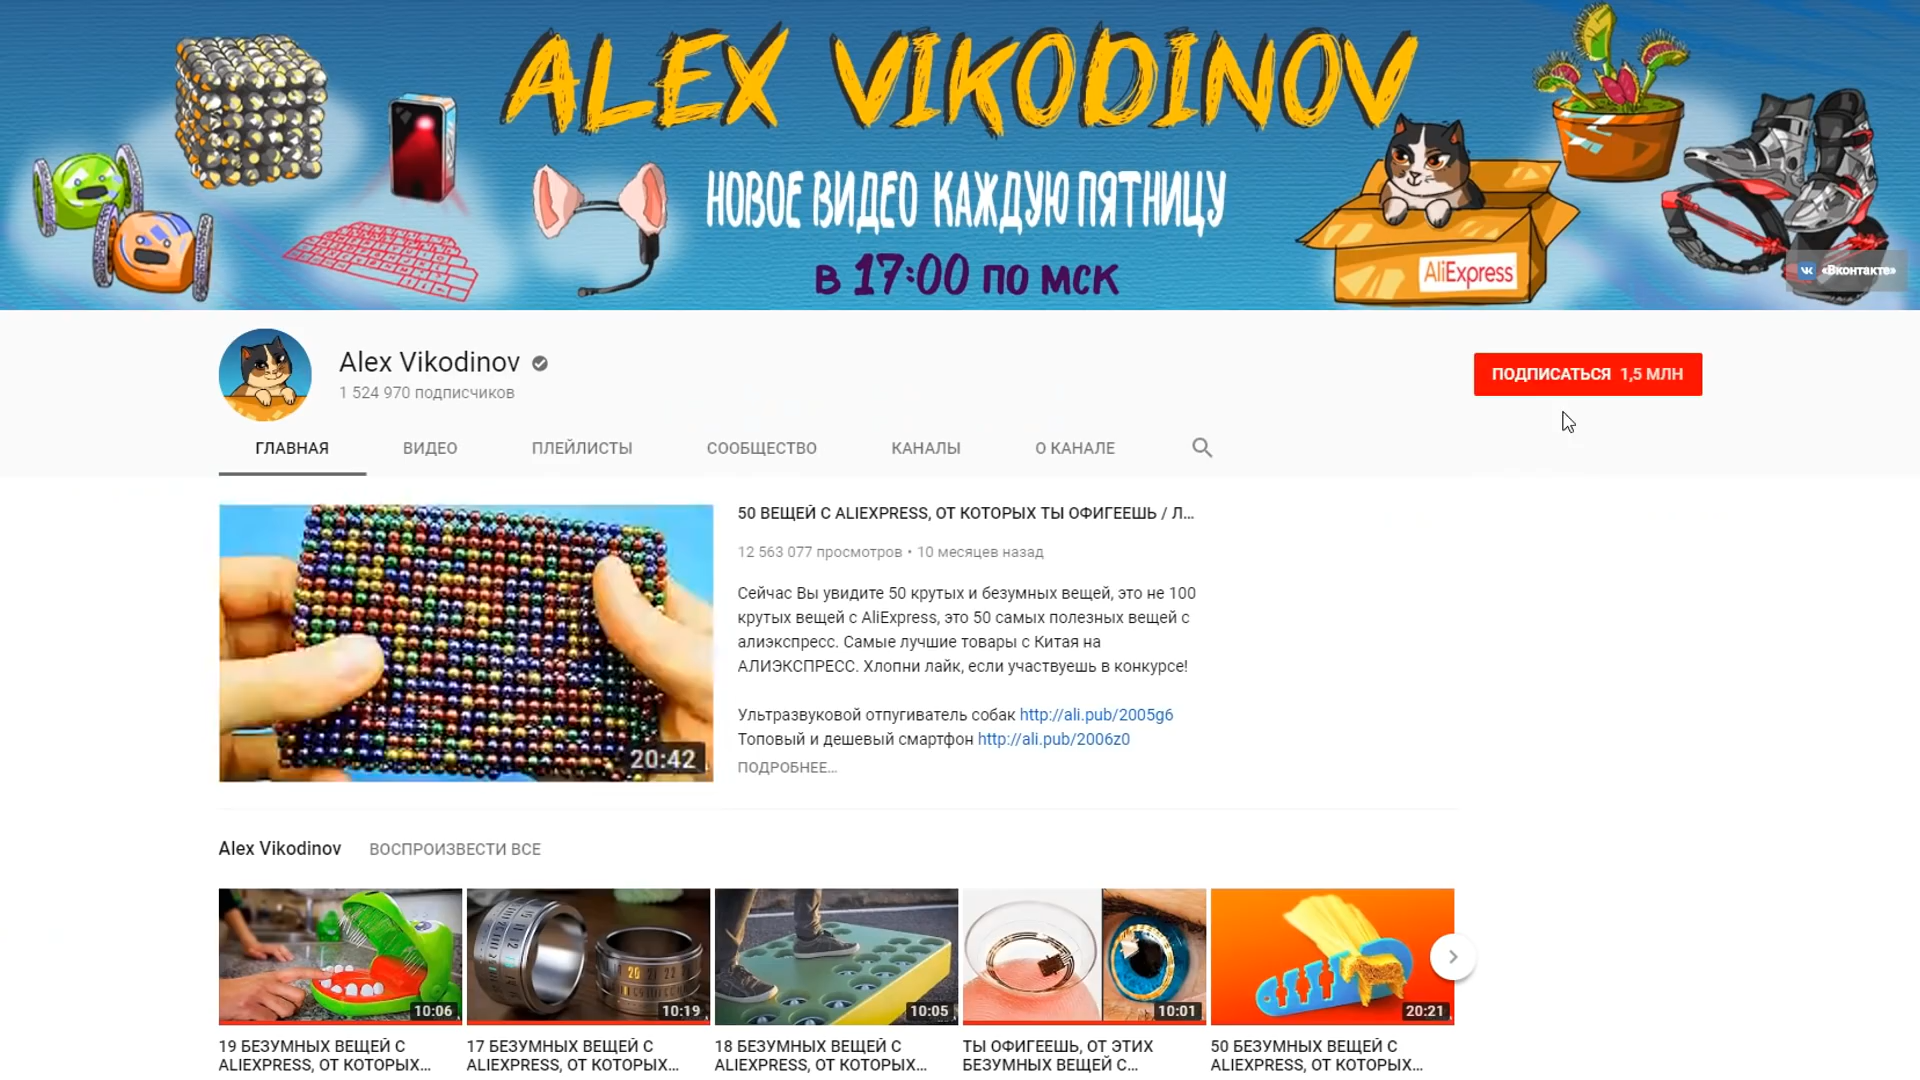 ALEX VIKODINOV
НОВОЕ ВИДЕО КАЖДУЮ ПЯТНИЦУ
В 17:00 ПО МСК
AliExpress
«Вконтакте»
Alex Vikodinov
1 524 970 подписчиков
ПОДПИСАТЬСЯ 1,5 МЛН
ГЛАВНАЯ ВИДЕО ПЛЕЙЛИСТЫ СООБЩЕСТВО КАНАЛЫ О КАНАЛЕ
50 ВЕЩЕЙ С ALIEXPRESS, ОТ КОТОРЫХ ТЫ ОФИГЕЕШЬ / Л...
12 563 077 просмотров • 10 месяцев назад
Сейчас Вы увидите 50 крутых и безумных вещей, это не 100
крутых вещей с AliExpress, это 50 самых полезных вещей с
алиэкспресс. Самые лучшие товары с Китая на
АЛИЭКСПРЕСС. Хлопни лайк, если участвуешь в конкурсе!
Ультразвуковой отпугиватель собак http://ali.pub/2005g6
Топовый и дешевый смартфон http://ali.pub/2006z0
ПОДРОБНЕЕ...
20:42
Alex Vikodinov ВОСПРОИЗВЕСТИ ВСЕ
10:06
10:19
10:05
10:01
20:21
19 БЕЗУМНЫХ ВЕЩЕЙ С
ALIEXPRESS, ОТ КОТОРЫХ...
17 БЕЗУМНЫХ ВЕЩЕЙ С
ALIEXPRESS, ОТ КОТОРЫХ...
18 БЕЗУМНЫХ ВЕЩЕЙ С
ALIEXPRESS, ОТ КОТОРЫХ...
ТЫ ОФИГЕЕШЬ, ОТ ЭТИХ
БЕЗУМНЫХ ВЕЩЕЙ С...
50 БЕЗУМНЫХ ВЕЩЕЙ С
ALIEXPRESS, ОТ КОТОРЫХ...